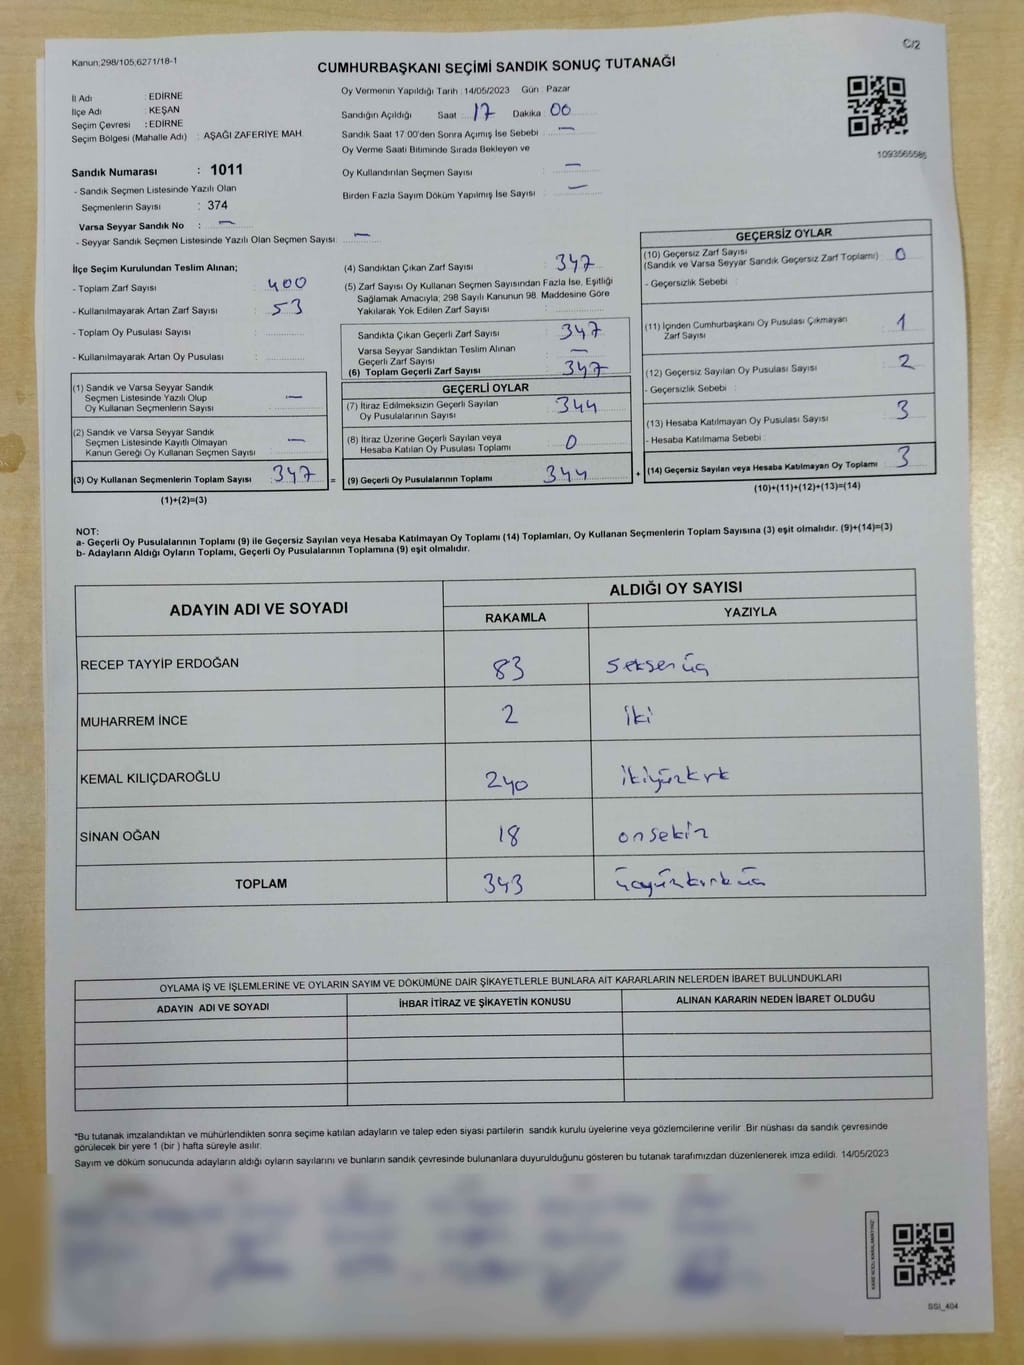 C/2
Kanun;298/105;6271/18-1
CUMHURBAŞKANI SEÇİMİ SANDIK SONUÇ TUTANAĞI
İl Adı : EDİRNE
İlçe Adı : KEŞAN
Seçim Çevresi : EDİRNE
Seçim Bölgesi (Mahalle Adı) : AŞAĞI ZAFERİYE MAH.
Oy Vermenin Yapıldığı Tarih : 14/05/2023 Gün : Pazar
Sandığın Açıldığı Saat : 17 Dakika : 00
Sandık Saat 17:00'den Sonra Açımış İse Sebebi : —
Oy Verme Saati Bitiminde Sırada Bekleyen ve
Oy Kullandırılan Seçmen Sayısı : —
Birden Fazla Sayım Döküm Yapılmış İse Sayısı : —
1093565585
Sandık Numarası : 1011
- Sandık Seçmen Listesinde Yazılı Olan
Seçmenlerin Sayısı : 374
Varsa Seyyar Sandık No : —
- Seyyar Sandık Seçmen Listesinde Yazılı Olan Seçmen Sayısı: —
İlçe Seçim Kurulundan Teslim Alınan;
- Toplam Zarf Sayısı : 400
- Kullanılmayarak Artan Zarf Sayısı : 53
- Toplam Oy Pusulası Sayısı :
- Kullanılmayarak Artan Oy Pusulası :
(1) Sandık ve Varsa Seyyar Sandık
Seçmen Listesinde Yazılı Olup
Oy Kullanan Seçmenlerin Sayısı : —
(2) Sandık ve Varsa Seyyar Sandık
Seçmen Listesinde Kayıtlı Olmayan
Kanun Gereği Oy Kullanan Seçmen Sayısı : —
(3) Oy Kullanan Seçmenlerin Toplam Sayısı : 347 =
(1)+(2)=(3)
(4) Sandıktan Çıkan Zarf Sayısı : 347
(5) Zarf Sayısı Oy Kullanan Seçmen Sayısından Fazla İse, Eşitliği
Sağlamak Amacıyla; 298 Sayılı Kanunun 98. Maddesine Göre
Yakılarak Yok Edilen Zarf Sayısı :
Sandıkta Çıkan Geçerli Zarf Sayısı : 347
Varsa Seyyar Sandıktan Teslim Alınan
Geçerli Zarf Sayısı : —
(6) Toplam Geçerli Zarf Sayısı : 347
GEÇERLİ OYLAR
(7) İtiraz Edilmeksizin Geçerli Sayılan
Oy Pusulalarının Sayısı : 344
(8) İtiraz Üzerine Geçerli Sayılan veya
Hesaba Katılan Oy Pusulası Toplamı : 0
(9) Geçerli Oy Pusulalarının Toplamı : 344 +
GEÇERSİZ OYLAR
(10) Geçersiz Zarf Sayısı
(Sandık ve Varsa Seyyar Sandık Geçersiz Zarf Toplamı) : 0
- Geçersizlik Sebebi :
(11) İçinden Cumhurbaşkanı Oy Pusulası Çıkmayan
Zarf Sayısı : 1
(12) Geçersiz Sayılan Oy Pusulası Sayısı : 2
- Geçersizlik Sebebi :
(13) Hesaba Katılmayan Oy Pusulası Sayısı : 3
- Hesaba Katılmama Sebebi :
(14) Geçersiz Sayılan veya Hesaba Katılmayan Oy Toplamı : 3
(10)+(11)+(12)+(13)=(14)
NOT:
a- Geçerli Oy Pusulalarının Toplamı (9) ile Geçersiz Sayılan veya Hesaba Katılmayan Oy Toplamı (14) Toplamları, Oy Kullanan Seçmenlerin Toplam Sayısına (3) eşit olmalıdır. (9)+(14)=(3)
b- Adayların Aldığı Oyların Toplamı, Geçerli Oy Pusulalarının Toplamına (9) eşit olmalıdır.
ADAYIN ADI VE SOYADI
ALDIĞI OY SAYISI
RAKAMLA YAZIYLA
RECEP TAYYİP ERDOĞAN 83 seksenüç
MUHARREM İNCE 2 iki
KEMAL KILIÇDAROĞLU 240 ikiyüzkrk
SİNAN OĞAN 18 onsekiz
TOPLAM 343 üçyüzkırküç
OYLAMA İŞ VE İŞLEMLERİNE VE OYLARIN SAYIM VE DÖKÜMÜNE DAİR ŞİKAYETLERLE BUNLARA AİT KARARLARIN NELERDEN İBARET BULUNDUKLARI
ADAYIN ADI VE SOYADI İHBAR İTİRAZ VE ŞİKAYETİN KONUSU ALINAN KARARIN NEDEN İBARET OLDUĞU
*Bu tutanak imzalandıktan ve mühürlendikten sonra seçime katılan adayların ve talep eden siyasi partilerin sandık kurulu üyelerine veya gözlemcilerine verilir. Bir nüshası da sandık çevresinde
görülecek bir yere 1 (bir ) hafta süreyle asılır.
Sayım ve döküm sonucunda adayların aldığı oyların sayılarını ve bunların sandık çevresinde bulunanlara duyurulduğunu gösteren bu tutanak tarafımızdan düzenlenerek imza edildi. 14/05/2023
SSI_404